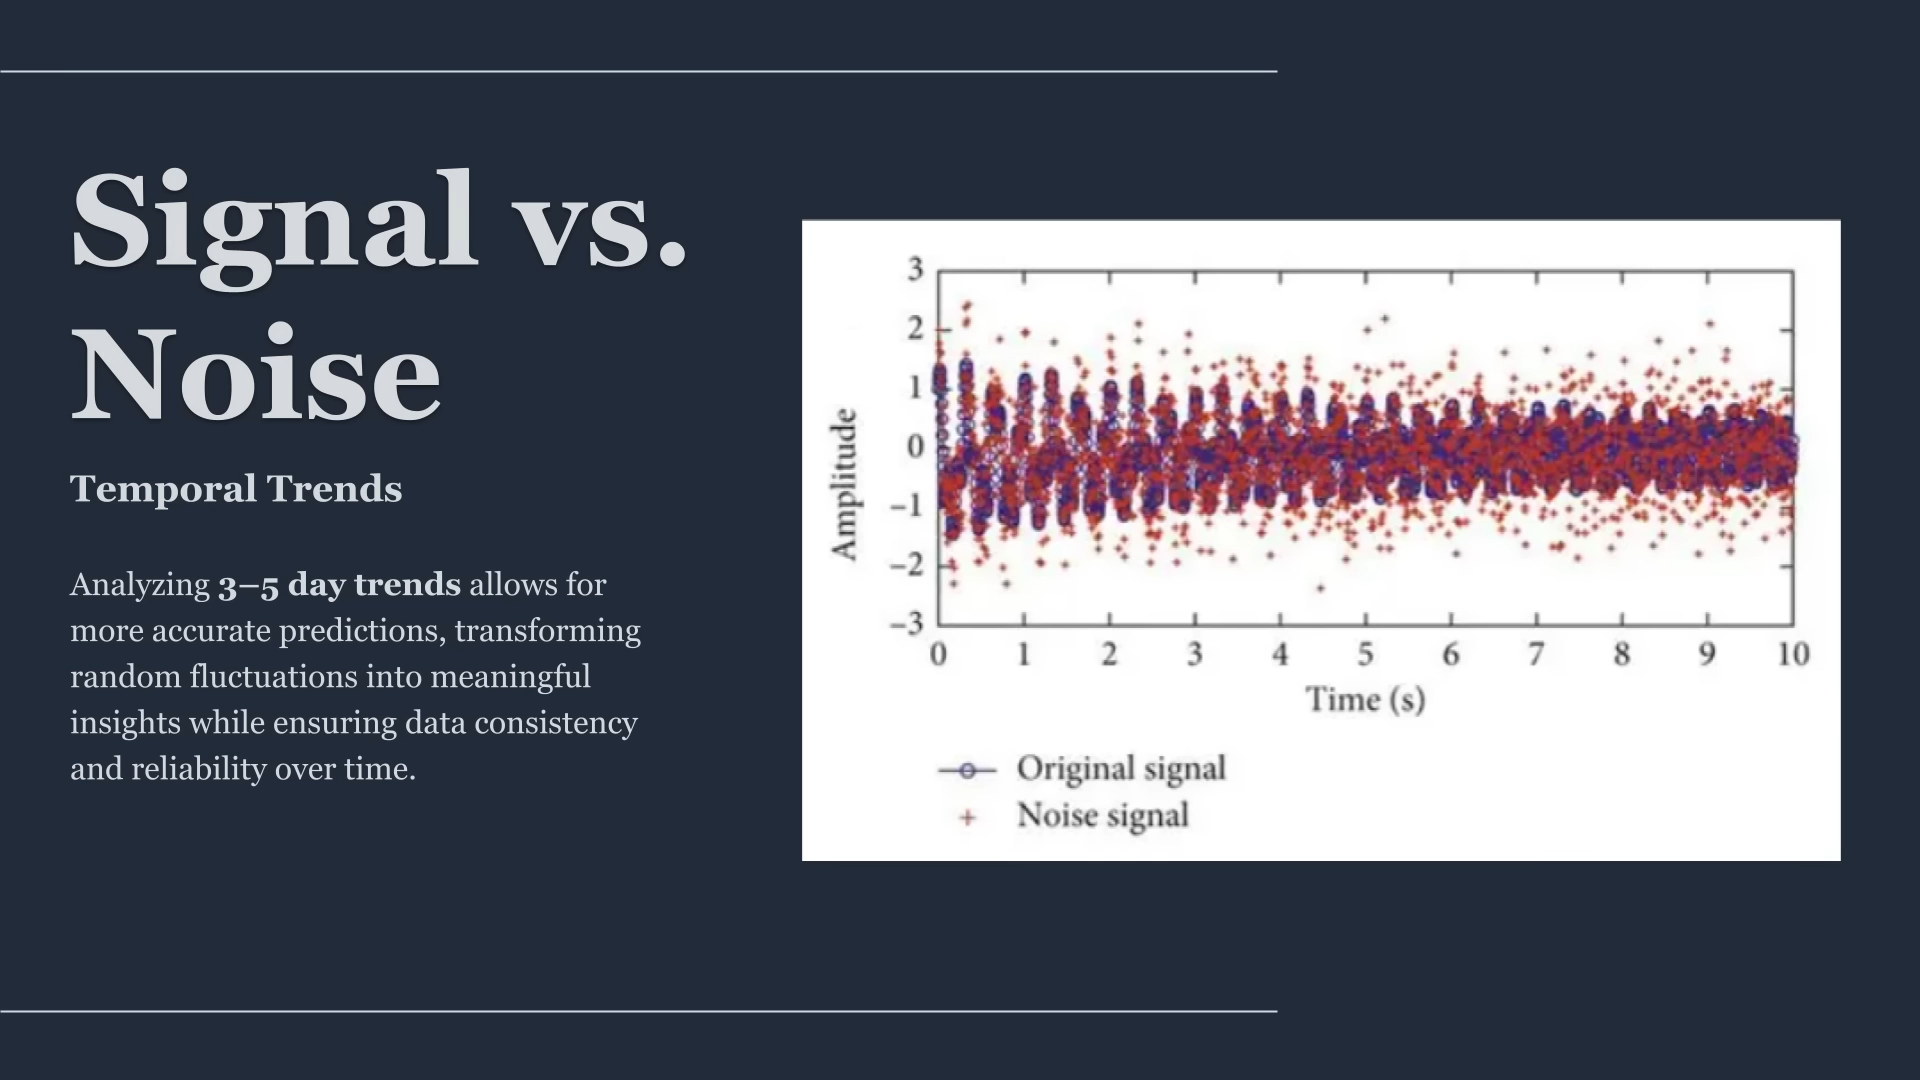 Signal vs.
Noise
Temporal Trends
Analyzing 3–5 day trends allows for
more accurate predictions, transforming
random fluctuations into meaningful
insights while ensuring data consistency
and reliability over time.
3
2
1
0
−1
−2
−3
Amplitude
0 1 2 3 4 5 6 7 8 9 10
Time (s)
Original signal
Noise signal